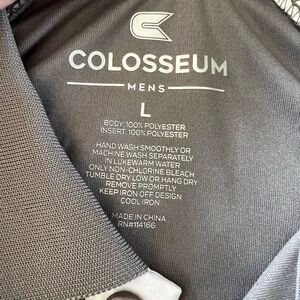 COLOSSEUM
MENS
L
BODY: 100% POLYESTER
INSERT: 100% POLYESTER
HAND WASH SMOOTHLY OR
MACHINE WASH SEPARATELY
IN LUKEWARM WATER
ONLY NON-CHLORINE BLEACH
TUMBLE DRY LOW OR HANG DRY
REMOVE PROMPTLY
KEEP IRON OFF DESIGN
COOL IRON
MADE IN CHINA
RN#114166